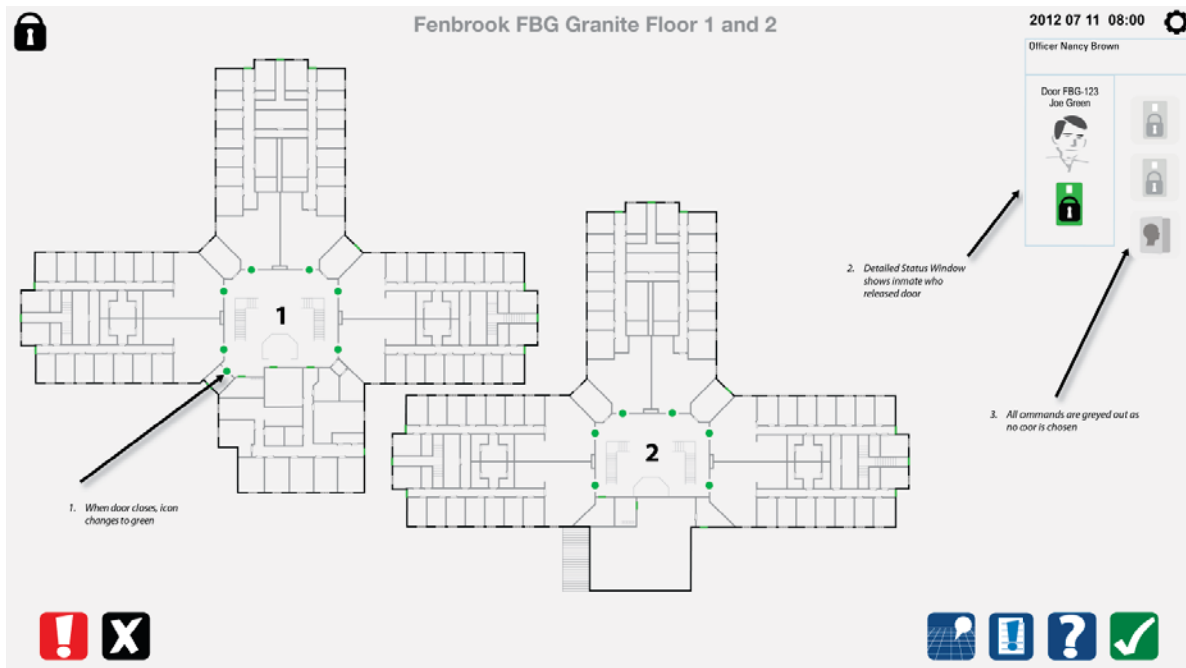 Fenbrook FBG Granite Floor 1 and 2
2012 07 11 08:00
Officer Nancy Brown
Door FBG-123
Joe Green
1
2
2. Detailed Status Window
shows inmate who
released door
3. All commands are greyed out as
no door is chosen
1. When door closes, icon
changes to green